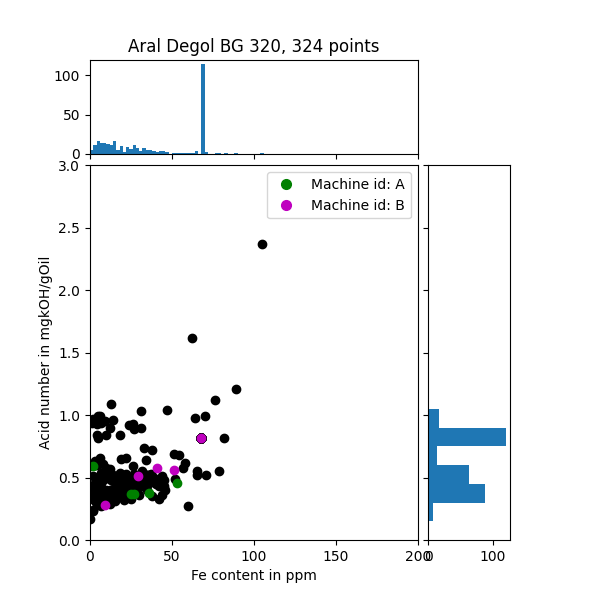 Aral Degol BG 320, 324 points
100
50
0
3.0
2.5
2.0
1.5
1.0
0.5
0.0
Acid number in mgkOH/gOil
Machine id: A
Machine id: B
0 50 100 150 200
0 100
Fe content in ppm